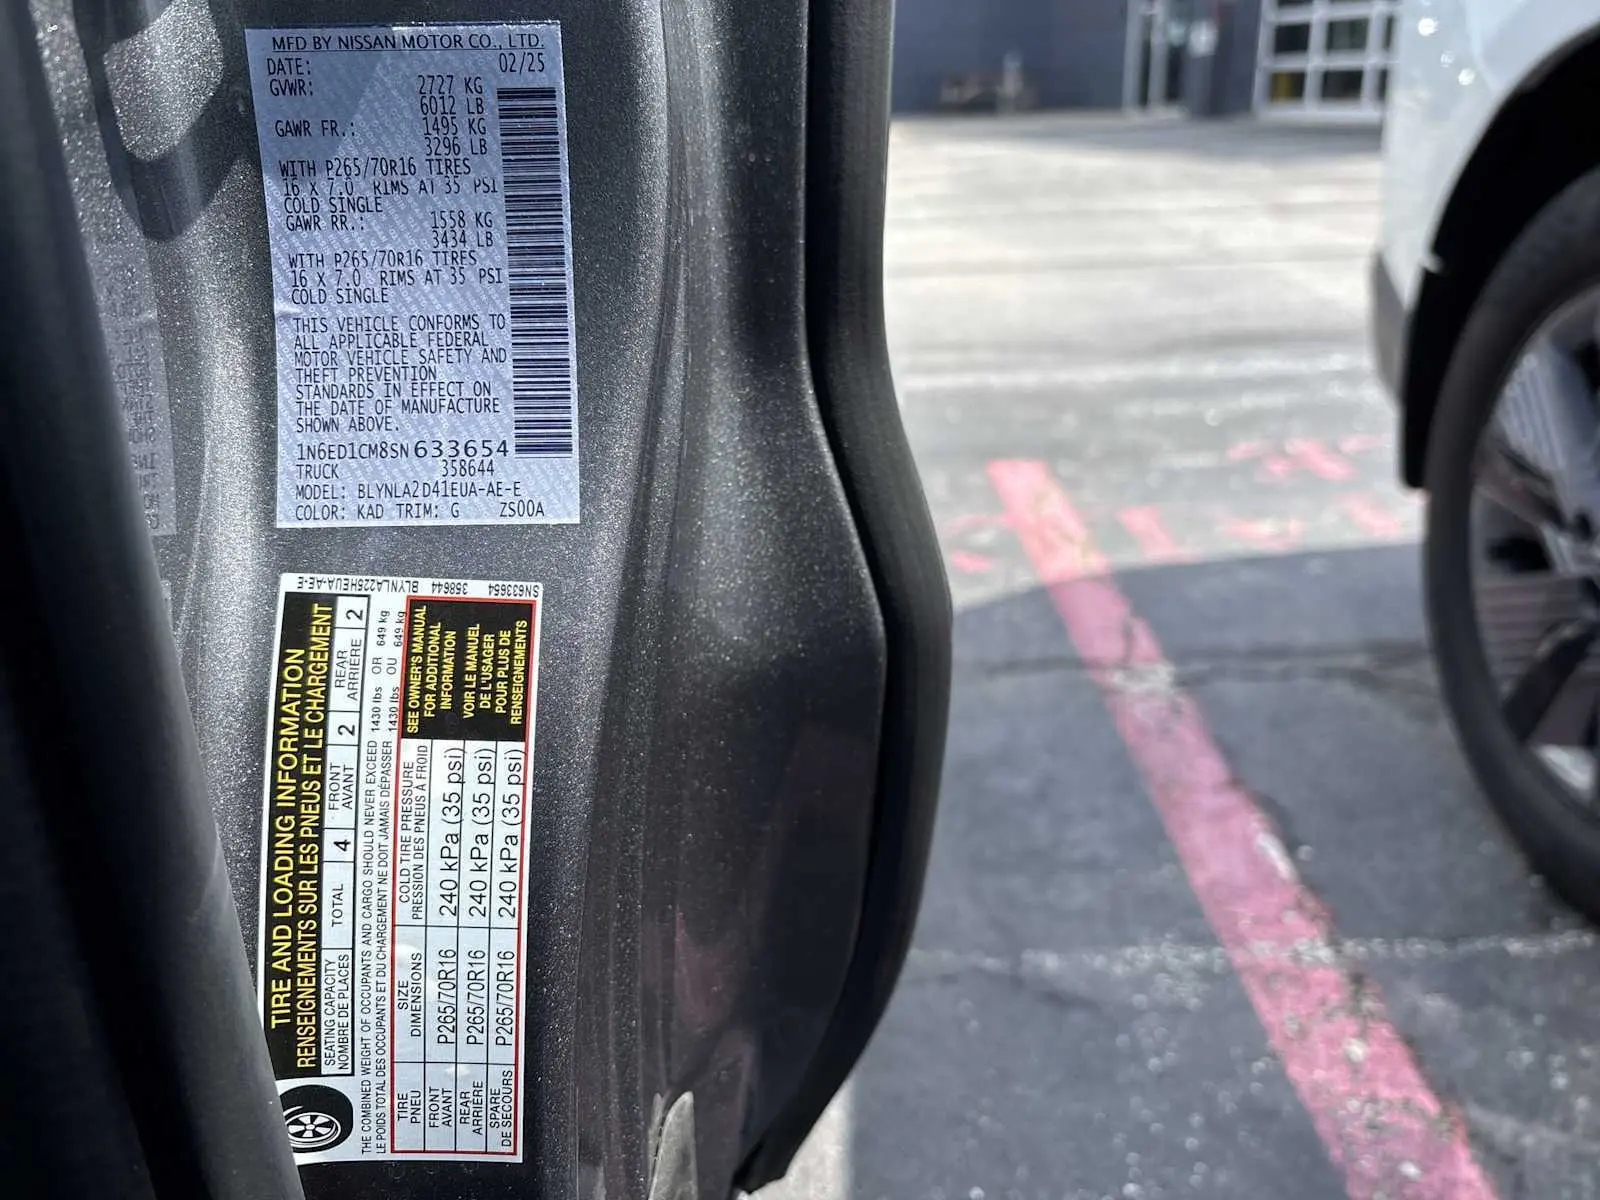 MFD BY NISSAN MOTOR CO., LTD.
DATE: 02/25
GVWR: 2727 KG
6012 LB
GAWR FR.: 1495 KG
3296 LB
WITH P265/70R16 TIRES
16 X 7.0 RIMS AT 35 PSI
COLD SINGLE
GAWR RR.: 1558 KG
3434 LB
WITH P265/70R16 TIRES
16 X 7.0 RIMS AT 35 PSI
COLD SINGLE
THIS VEHICLE CONFORMS TO
ALL APPLICABLE FEDERAL
MOTOR VEHICLE SAFETY AND
THEFT PREVENTION
STANDARDS IN EFFECT ON
THE DATE OF MANUFACTURE
SHOWN ABOVE.
1N6ED1CM8SN633654
TRUCK 358644
MODEL: BLYNLA2D41EUA-AE-E
COLOR: KAD TRIM: G ZS00A
SN633654 358644 BLYNLA225HEUA-AE-E
TIRE AND LOADING INFORMATION
RENSEIGNEMENTS SUR LES PNEUS ET LE CHARGEMENT
SEATING CAPACITY
NOMBRE DE PLACES
TOTAL 4
FRONT
AVANT
2
REAR
ARRIÈRE
2
THE COMBINED WEIGHT OF OCCUPANTS AND CARGO SHOULD NEVER EXCEED 1430 lbs OR 649 kg
LE POIDS TOTAL DES OCCUPANTS ET DU CHARGEMENT NE DOIT JAMAIS DÉPASSER 1430 lbs OU 649 kg
TIRE
PNEU
SIZE
DIMENSIONS
COLD TIRE PRESSURE
PRESSION DES PNEUS À FROID
FRONT
AVANT
P265/70R16 240 kPa (35 psi)
REAR
ARRIÈRE
P265/70R16 240 kPa (35 psi)
SPARE
DE SECOURS
P265/70R16 240 kPa (35 psi)
SEE OWNER'S MANUAL
FOR ADDITIONAL
INFORMATION
VOIR LE MANUEL
DE L'USAGER
POUR PLUS DE
RENSEIGNEMENTS